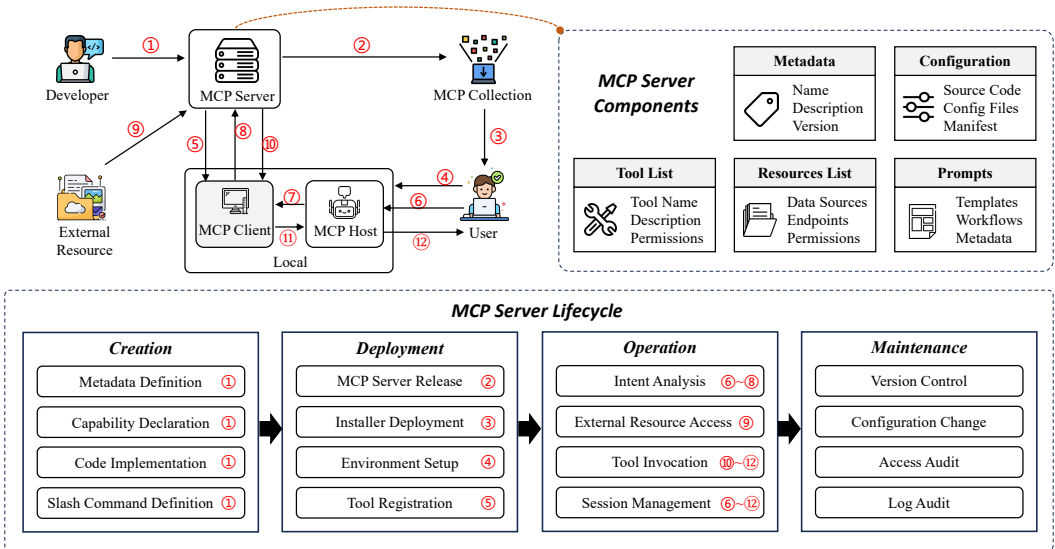 ①
②
Developer
MCP Server
MCP Collection
⑨
⑤
⑧
⑩
③
④
⑥
⑦
⑪
⑫
External
Resource
MCP Client
MCP Host
User
Local
MCP Server
Components
Metadata
Name
Description
Version
Configuration
Source Code
Config Files
Manifest
Tool List
Tool Name
Description
Permissions
Resources List
Data Sources
Endpoints
Permissions
Prompts
Templates
Workflows
Metadata
MCP Server Lifecycle
Creation
Metadata Definition ①
Capability Declaration ①
Code Implementation ①
Slash Command Definition ①
Deployment
MCP Server Release ②
Installer Deployment ③
Environment Setup ④
Tool Registration ⑤
Operation
Intent Analysis ⑥~⑧
External Resource Access ⑨
Tool Invocation ⑩~⑫
Session Management ⑥~⑫
Maintenance
Version Control
Configuration Change
Access Audit
Log Audit